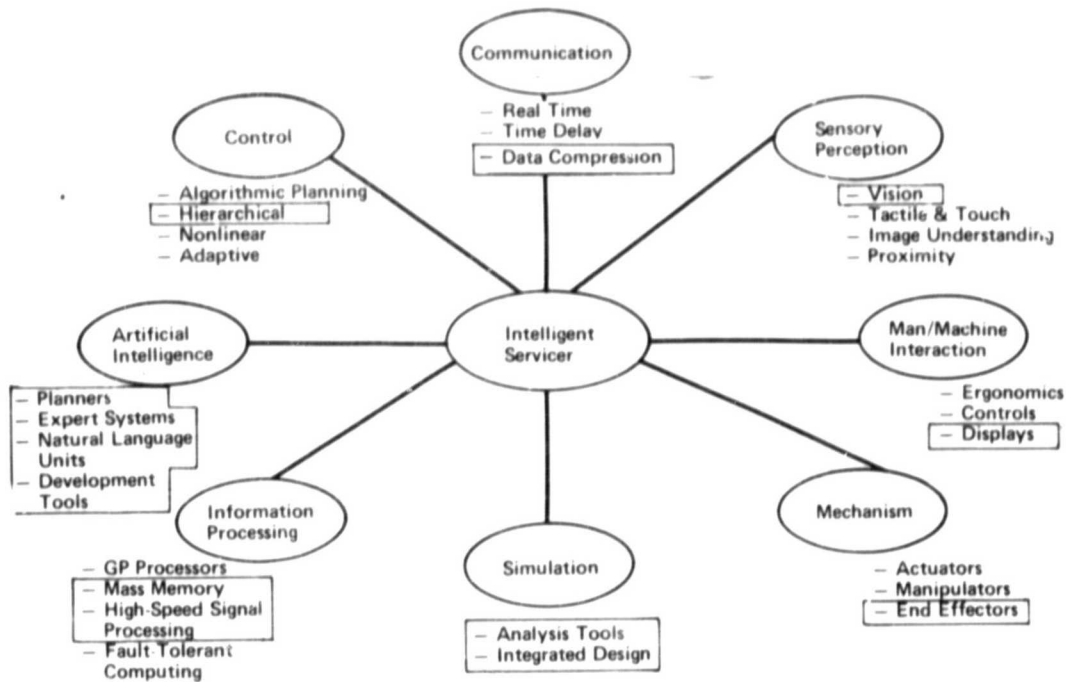 Communication
– Real Time
– Time Delay
– Data Compression
Control
– Algorithmic Planning
– Hierarchical
– Nonlinear
– Adaptive
Sensory
Perception
– Vision
– Tactile & Touch
– Image Understanding
– Proximity
Artificial
Intelligence
– Planners
– Expert Systems
– Natural Language
Units
– Development
Tools
Intelligent
Servicer
Man/Machine
Interaction
– Ergonomics
– Controls
– Displays
Information
Processing
– GP Processors
– Mass Memory
– High-Speed Signal
Processing
– Fault-Tolerant
Computing
Simulation
– Analysis Tools
– Integrated Design
Mechanism
– Actuators
– Manipulators
– End Effectors